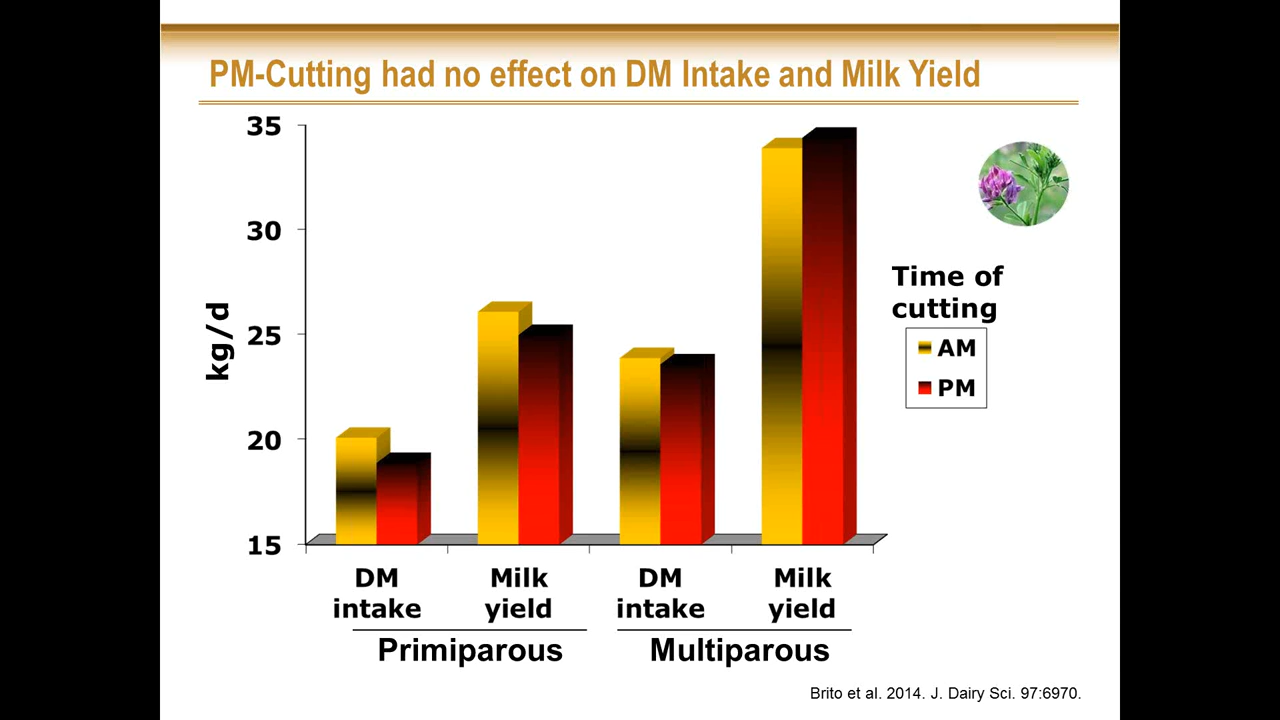 PM-Cutting had no effect on DM Intake and Milk Yield
35
30
25
20
15
kg/d
Time of
cutting
AM
PM
DM
intake
Milk
yield
DM
intake
Milk
yield
Primiparous
Multiparous
Brito et al. 2014. J. Dairy Sci. 97:6970.